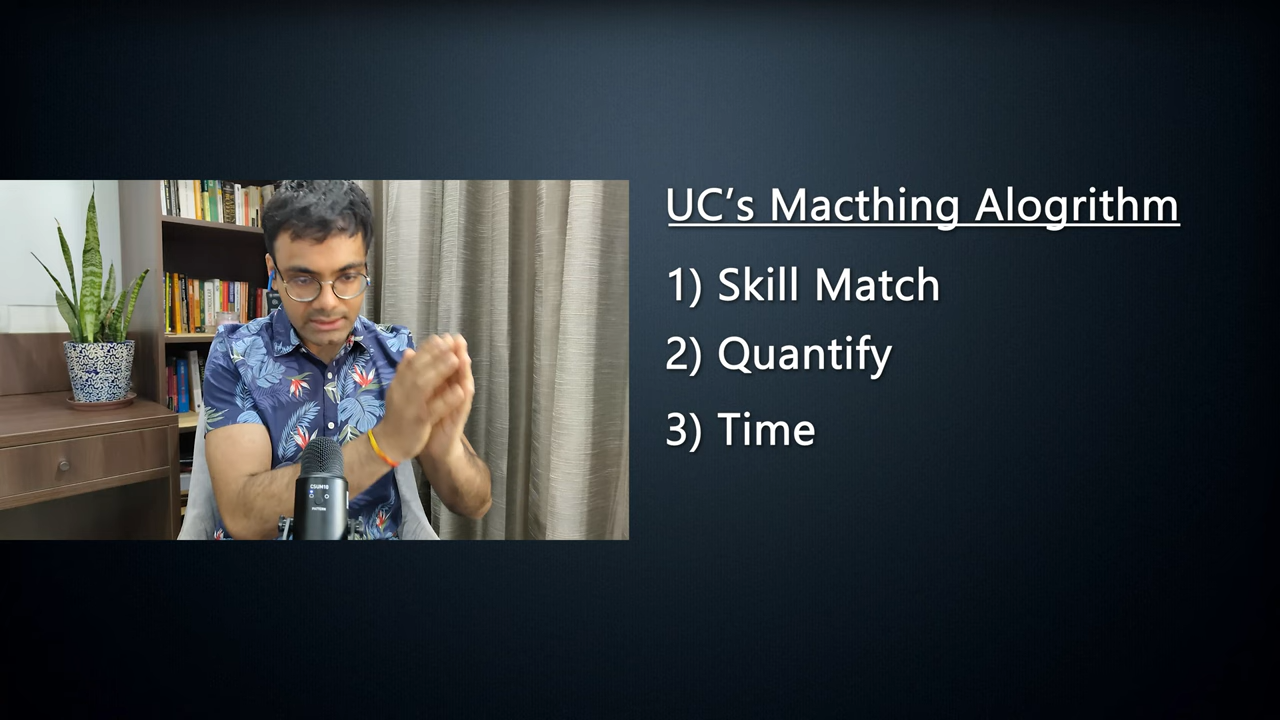 UC’s Macthing Alogrithm
1) Skill Match
2) Quantify
3) Time